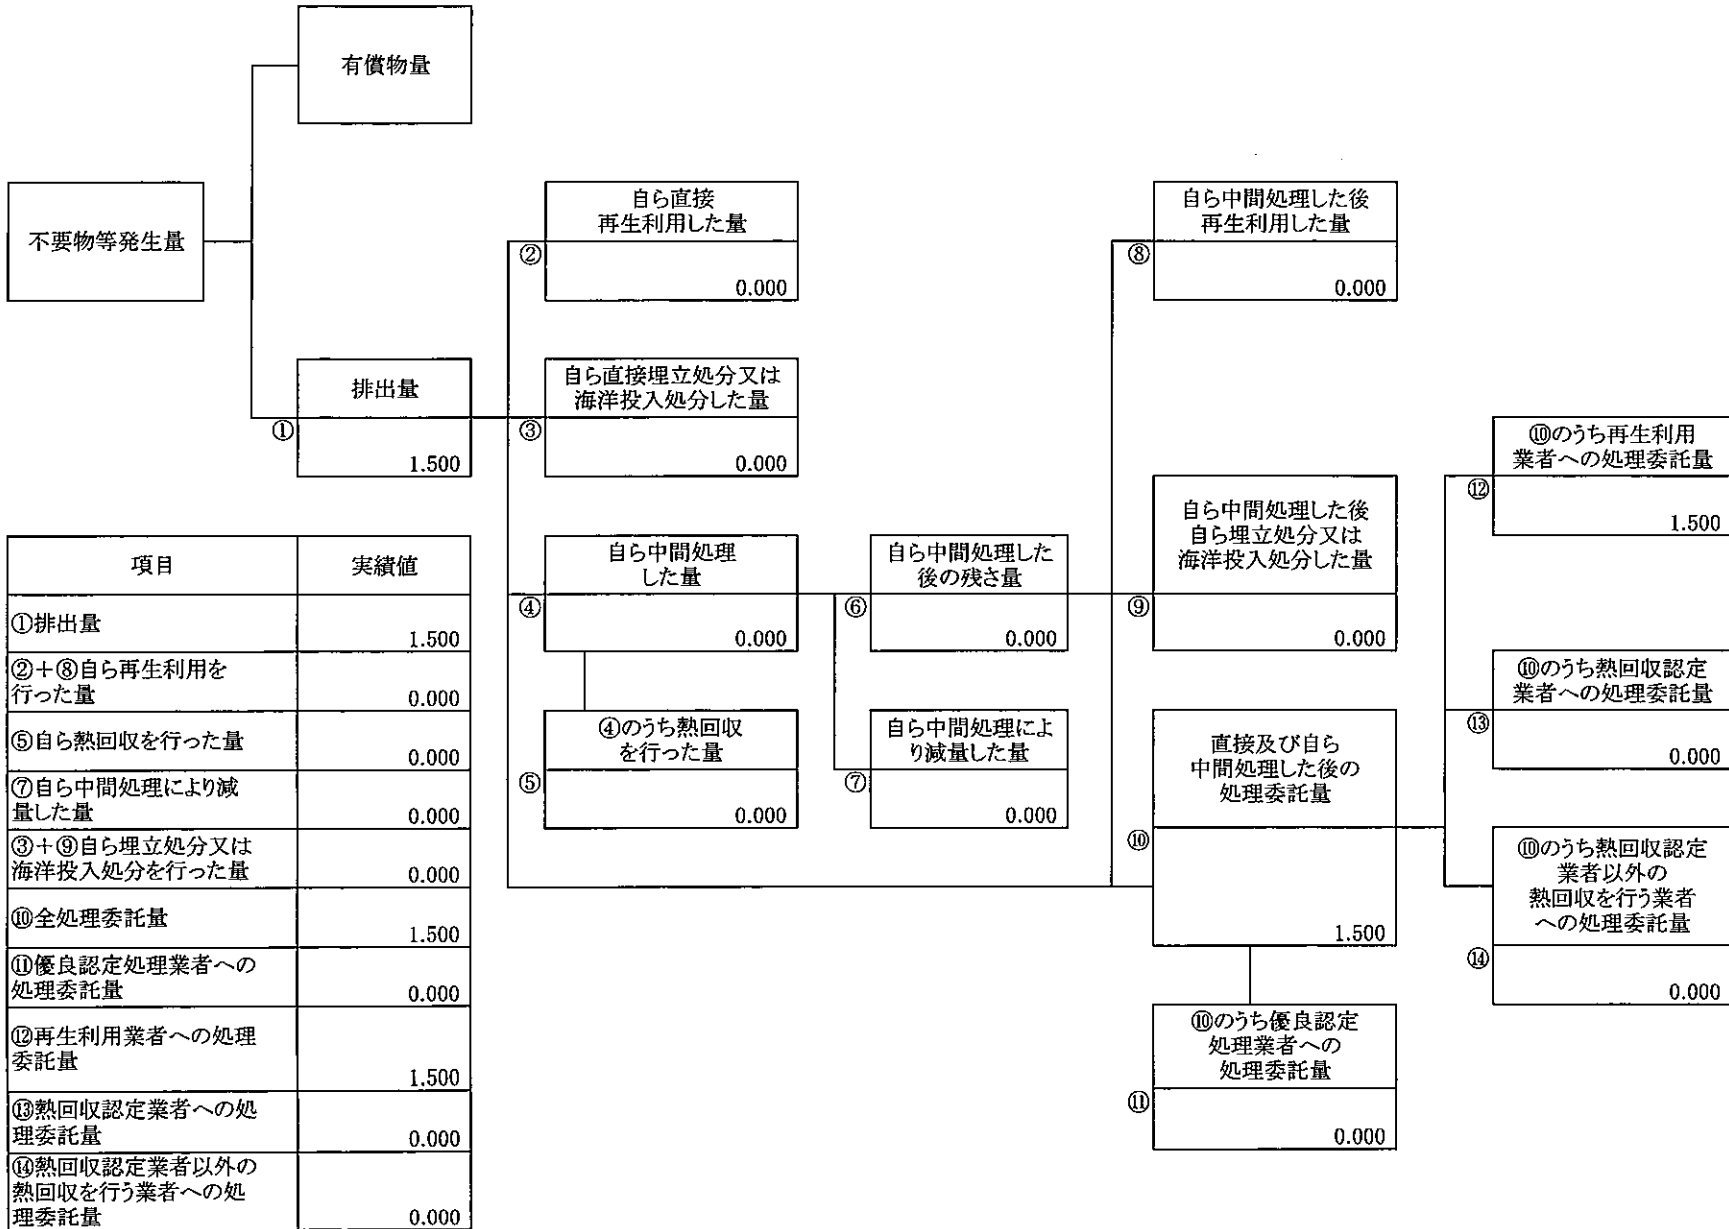 有償物量
不要物等発生量
自ら直接
再生利用した量
②
0.000
自ら中間処理した後
再生利用した量
⑧
0.000
排出量
①
1.500
自ら直接埋立処分又は
海洋投入処分した量
③
0.000
⑩のうち再生利用
業者への処理委託量
⑫
1.500
自ら中間処理
した量
④
0.000
自ら中間処理した
後の残さ量
⑥
0.000
自ら中間処理した後
自ら埋立処分又は
海洋投入処分した量
⑨
0.000
⑩のうち熱回収認定
業者への処理委託量
⑬
0.000
④のうち熱回収
を行った量
⑤
0.000
自ら中間処理によ
り減量した量
⑦
0.000
直接及び自ら
中間処理した後の
処理委託量
⑩
1.500
⑩のうち熱回収認定
業者以外の
熱回収を行う業者
への処理委託量
⑭
0.000
⑩のうち優良認定
処理業者への
処理委託量
⑪
0.000
項目 実績値
①排出量 1.500
②+⑧自ら再生利用を
行った量 0.000
⑤自ら熱回収を行った量 0.000
⑦自ら中間処理により減
量した量 0.000
③+⑨自ら埋立処分又は
海洋投入処分を行った量 0.000
⑩全処理委託量 1.500
⑪優良認定処理業者への
処理委託量 0.000
⑫再生利用業者への処理
委託量 1.500
⑬熱回収認定業者への処
理委託量 0.000
⑭熱回収認定業者以外の
熱回収を行う業者への処
理委託量 0.000